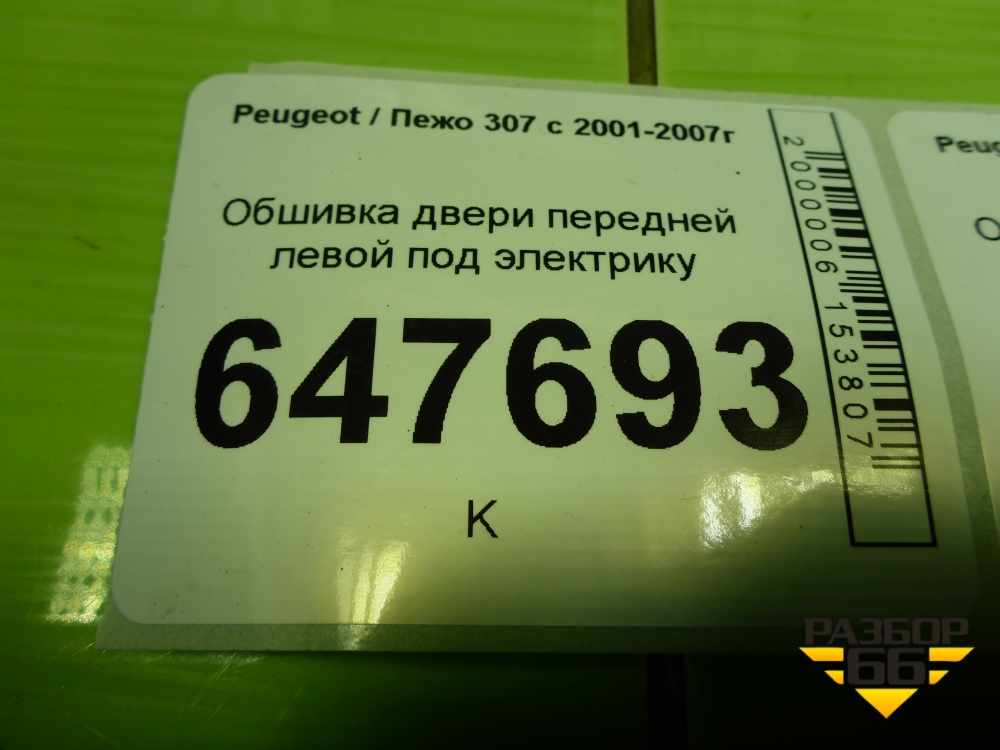 Peugeot / Пежо 307 с 2001-2007г
Обшивка двери передней
левой под электрику
647693
К
2000006153807
Peug
О
РАЗБОР
66